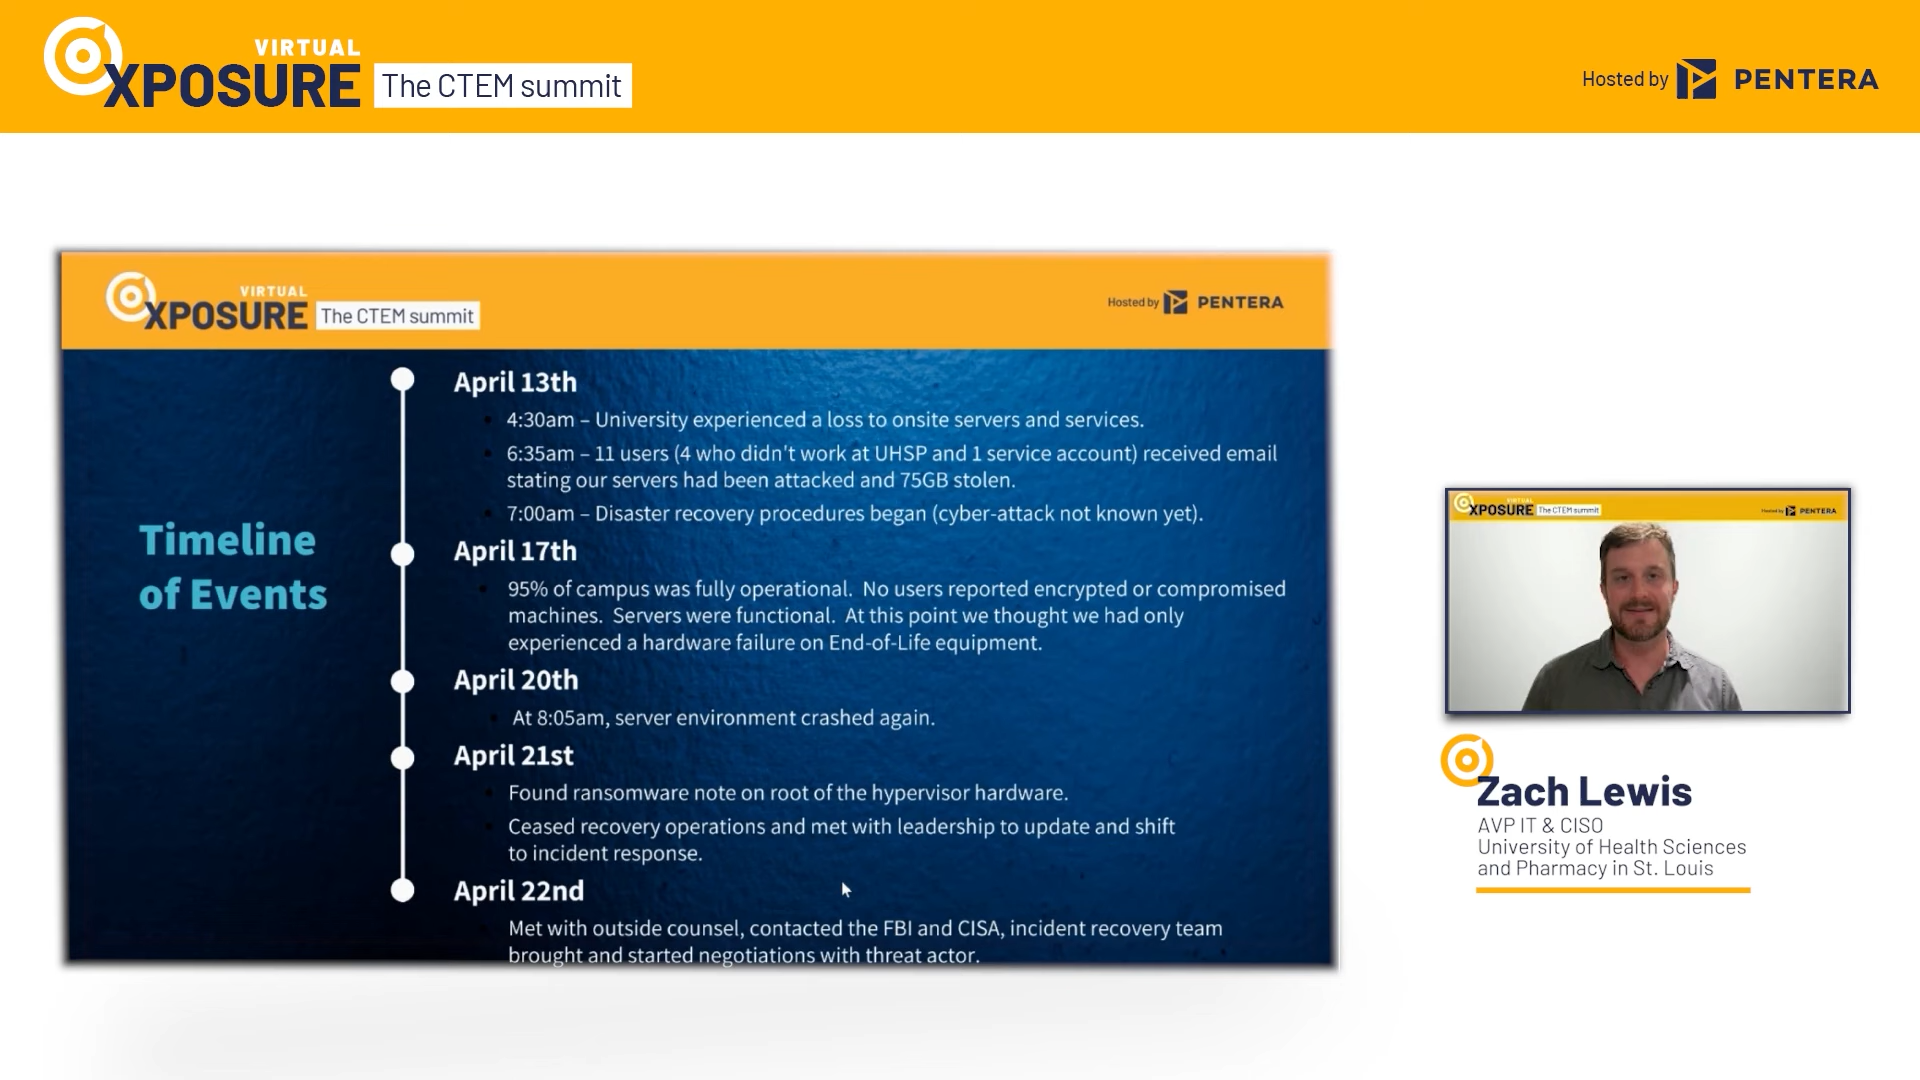 VIRTUAL
XPOSURE The CTEM summit
Hosted by PENTERA
VIRTUAL
XPOSURE The CTEM summit
Hosted by PENTERA
Timeline
of Events
April 13th
4:30am – University experienced a loss to onsite servers and services.
6:35am – 11 users (4 who didn't work at UHSP and 1 service account) received email
stating our servers had been attacked and 75GB stolen.
7:00am – Disaster recovery procedures began (cyber-attack not known yet).
April 17th
95% of campus was fully operational. No users reported encrypted or compromised
machines. Servers were functional. At this point we thought we had only
experienced a hardware failure on End-of-Life equipment.
April 20th
At 8:05am, server environment crashed again.
April 21st
Found ransomware note on root of the hypervisor hardware.
Ceased recovery operations and met with leadership to update and shift
to incident response.
April 22nd
Met with outside counsel, contacted the FBI and CISA, incident recovery team
brought and started negotiations with threat actor.
VIRTUAL
XPOSURE The CTEM summit
Hosted by PENTERA
Zach Lewis
AVP IT & CISO
University of Health Sciences
and Pharmacy in St. Louis